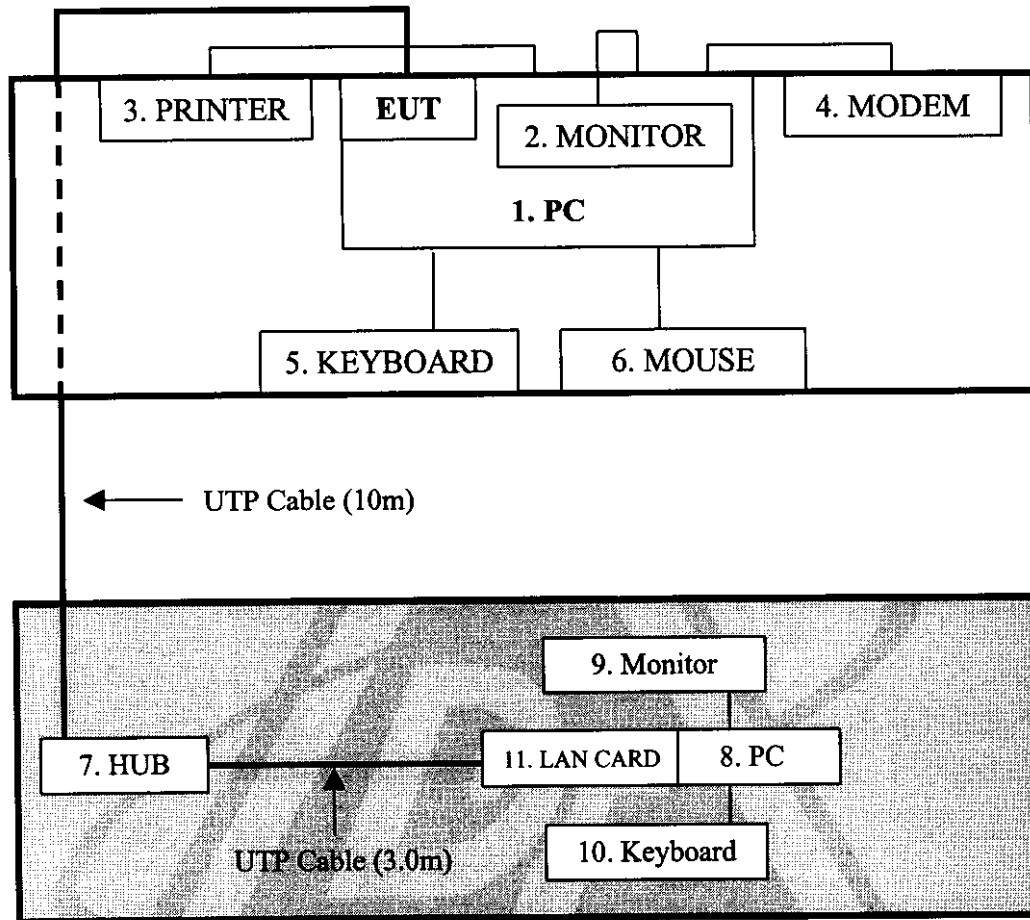 3. PRINTER
EUT
2. MONITOR
4. MODEM
1. PC
5. KEYBOARD
6. MOUSE
UTP Cable (10m)
9. Monitor
7. HUB
11. LAN CARD
8. PC
UTP Cable (3.0m)
10. Keyboard